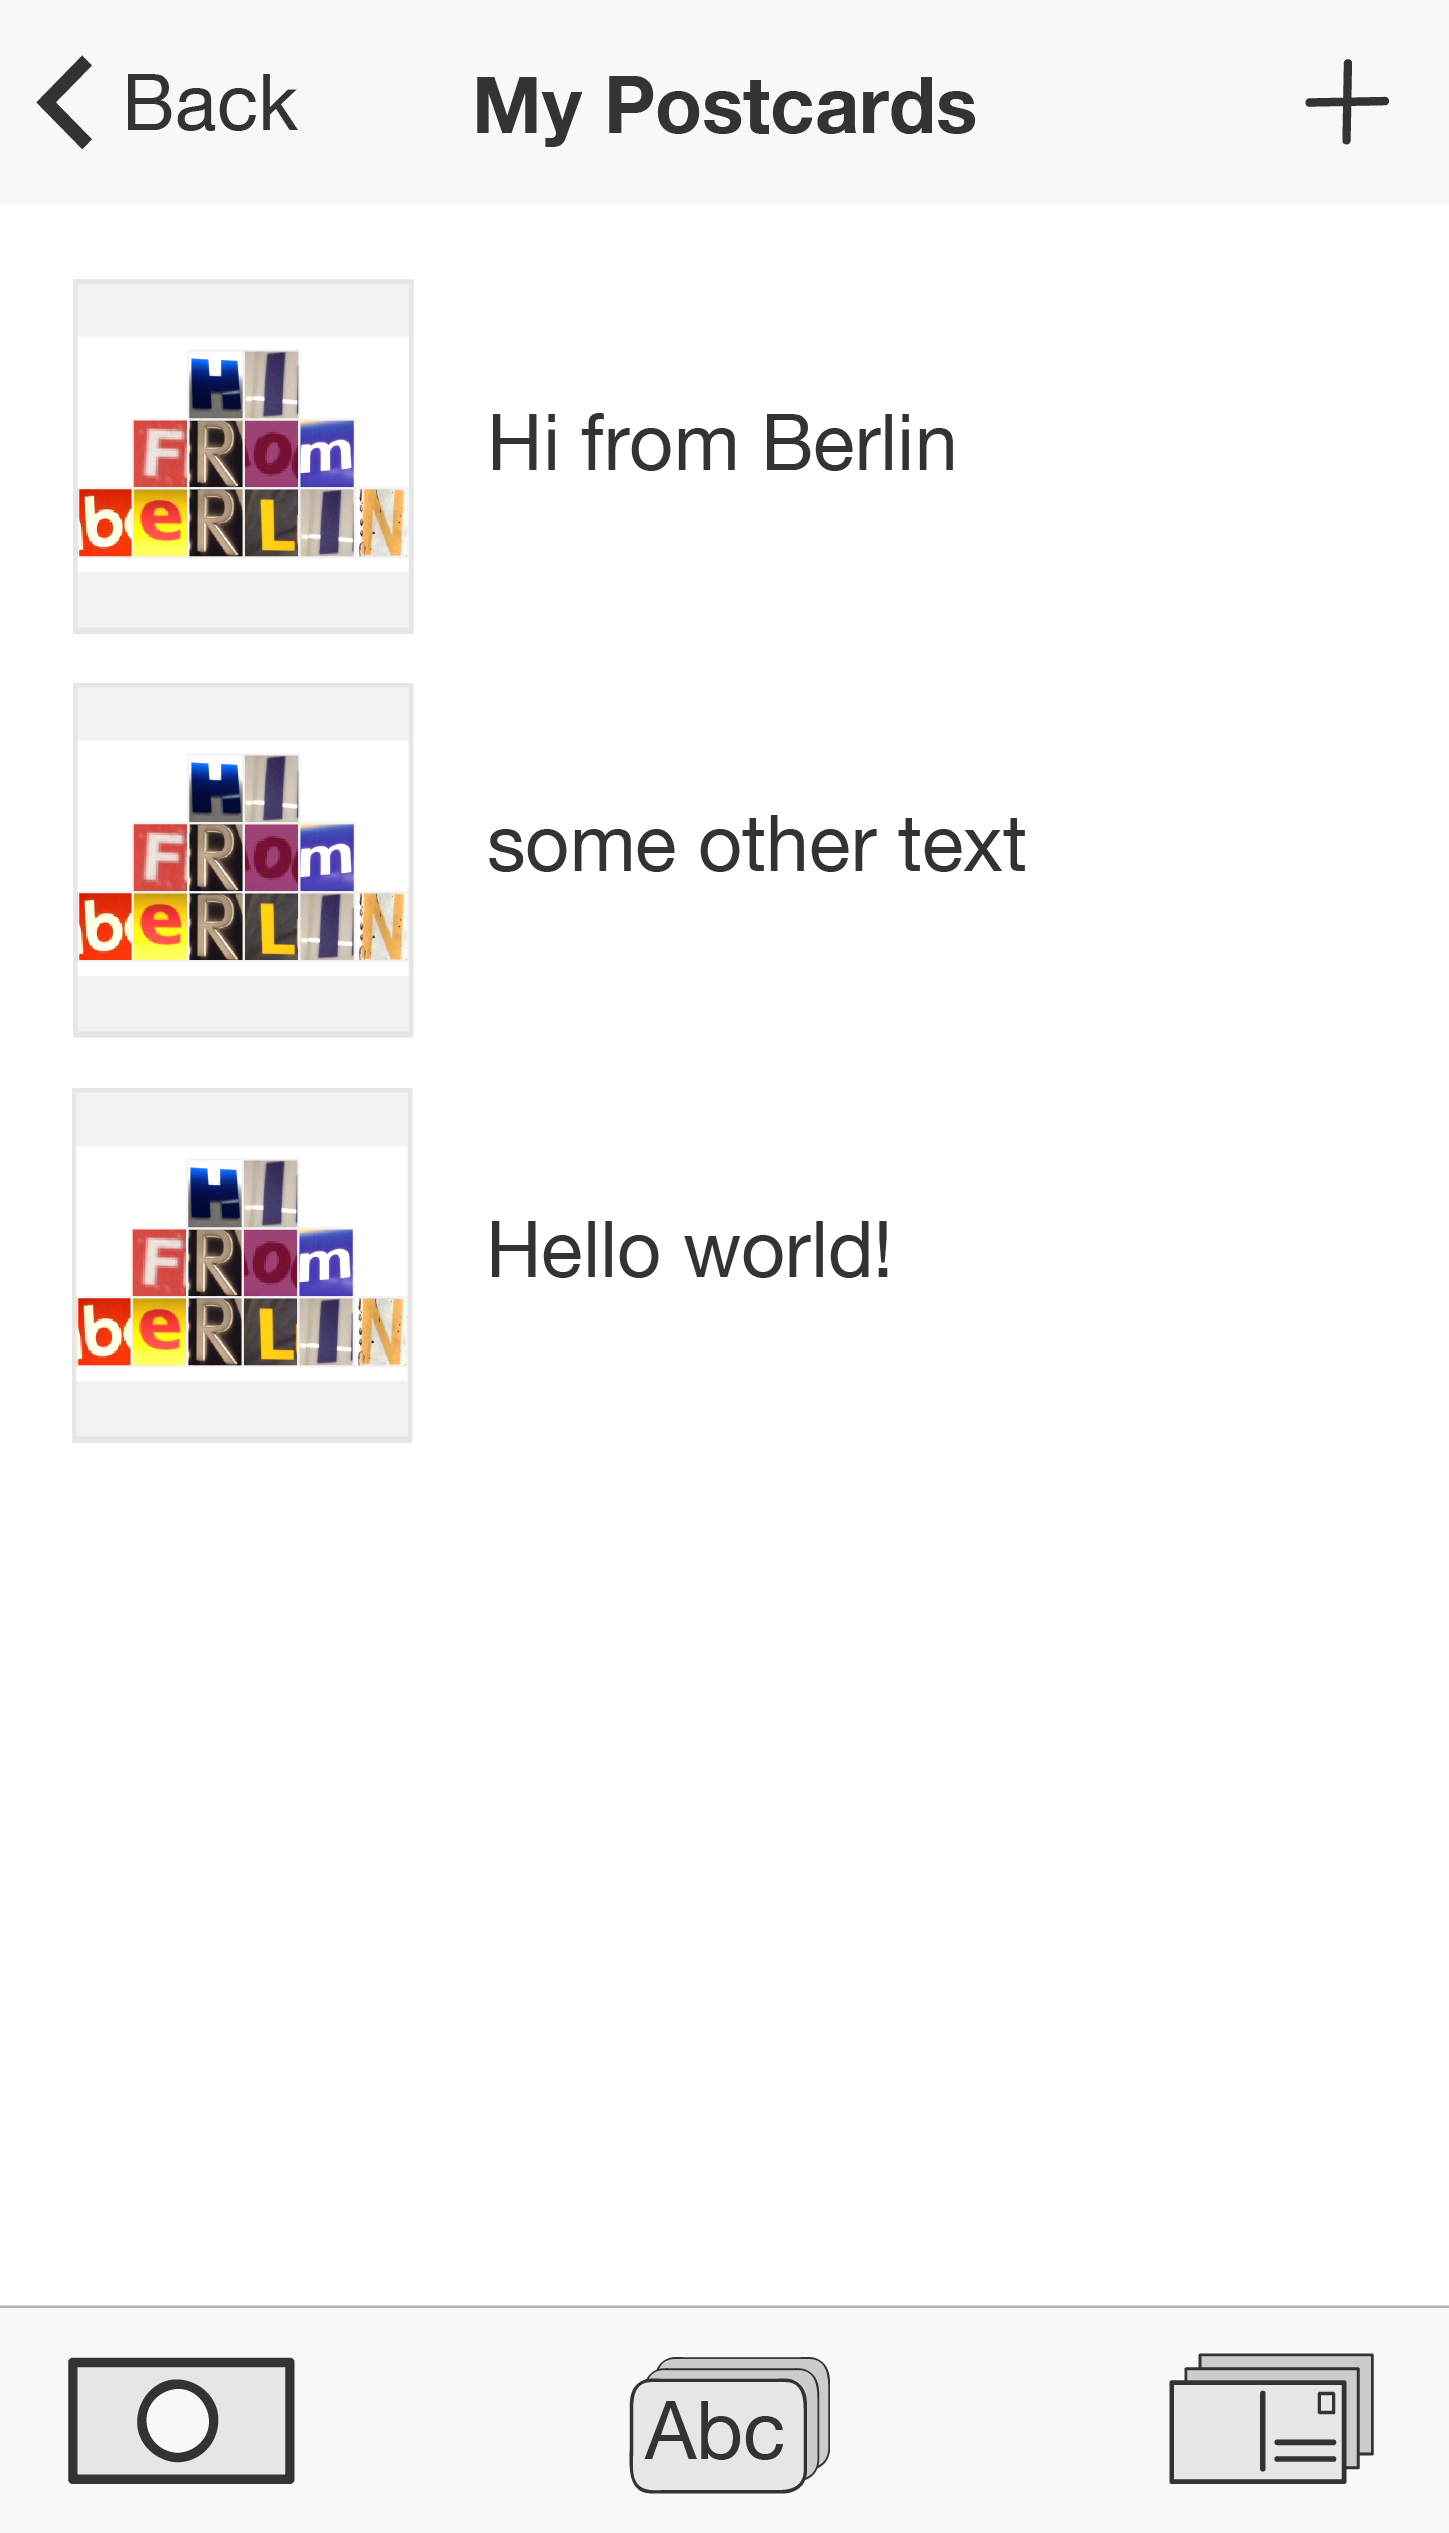 Back
My Postcards
HI
FROm
beRLIN
Hi from Berlin
HI
FROm
beRLIN
some other text
HI
FROm
beRLIN
Hello world!
Abc